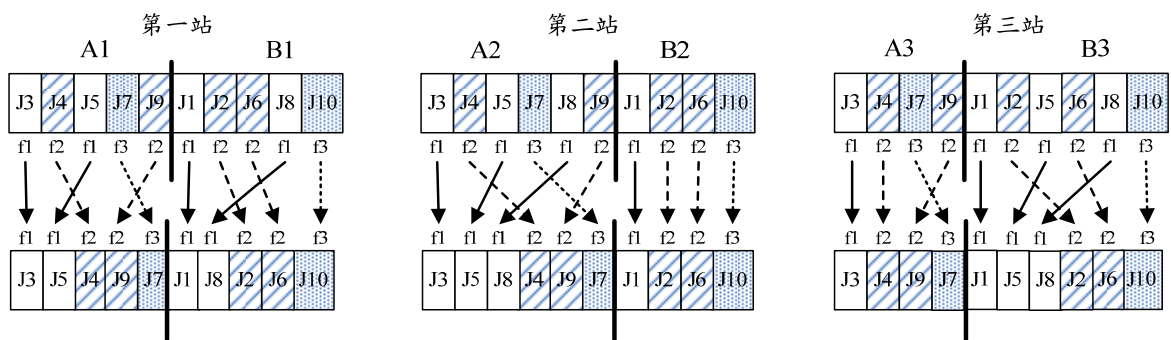 第一站 第二站 第三站
A1 B1 A2 B2 A3 B3
J3 J4 J5 J7 J9 J1 J2 J6 J8 J10 J3 J4 J5 J7 J8 J9 J1 J2 J6 J10 J3 J4 J7 J9 J1 J2 J5 J6 J8 J10
f1 f2 f1 f3 f2 f1 f2 f2 f1 f3 f1 f2 f1 f3 f1 f2 f1 f2 f2 f3 f1 f2 f3 f2 f1 f2 f1 f2 f1 f3
f1 f1 f2 f2 f3 f1 f1 f2 f2 f3 f1 f1 f1 f2 f2 f3 f1 f2 f2 f3 f1 f2 f2 f3 f1 f1 f1 f2 f2 f3
J3 J5 J4 J9 J7 J1 J8 J2 J6 J10 J3 J5 J8 J4 J9 J7 J1 J2 J6 J10 J3 J4 J9 J7 J1 J5 J8 J2 J6 J10